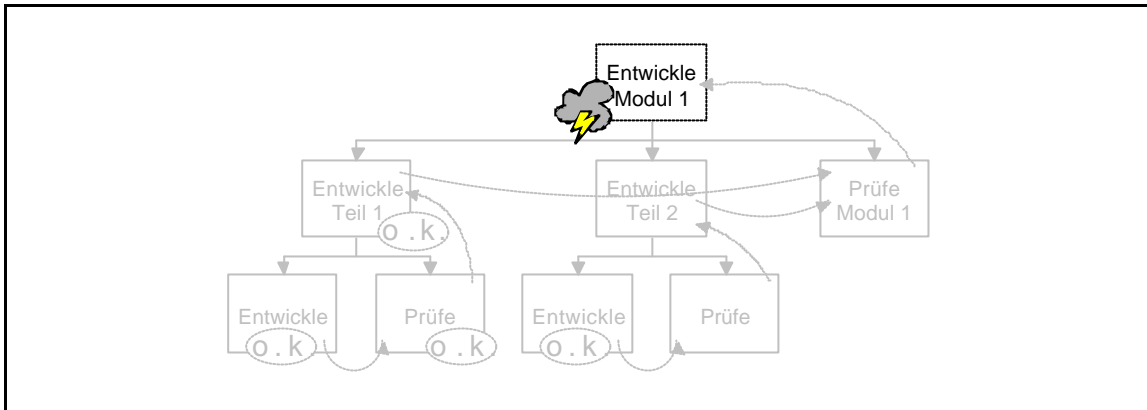 Entwickle
Modul 1
Entwickle
Teil 1
o.k.
Entwickle
Teil 2
Prüfe
Modul 1
Entwickle
o.k
Prüfe
o.k.
Entwickle
o.k
Prüfe